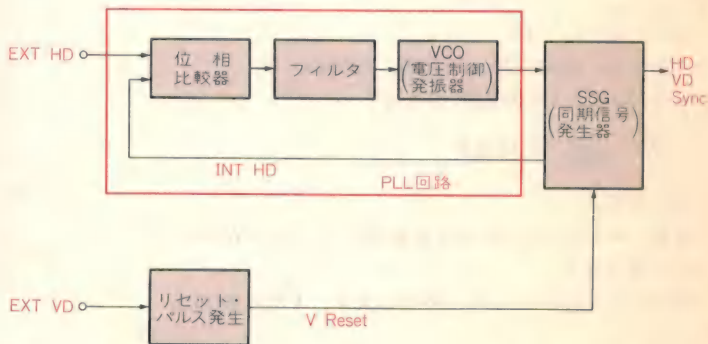 EXT HD
位相
比較器
フィルタ
VCO
(電圧制御
発振器)
SSG
(同期信号
発生器)
HD
VD
Sync
INT HD
PLL回路
EXT VD
リセット・
パルス発生
V Reset